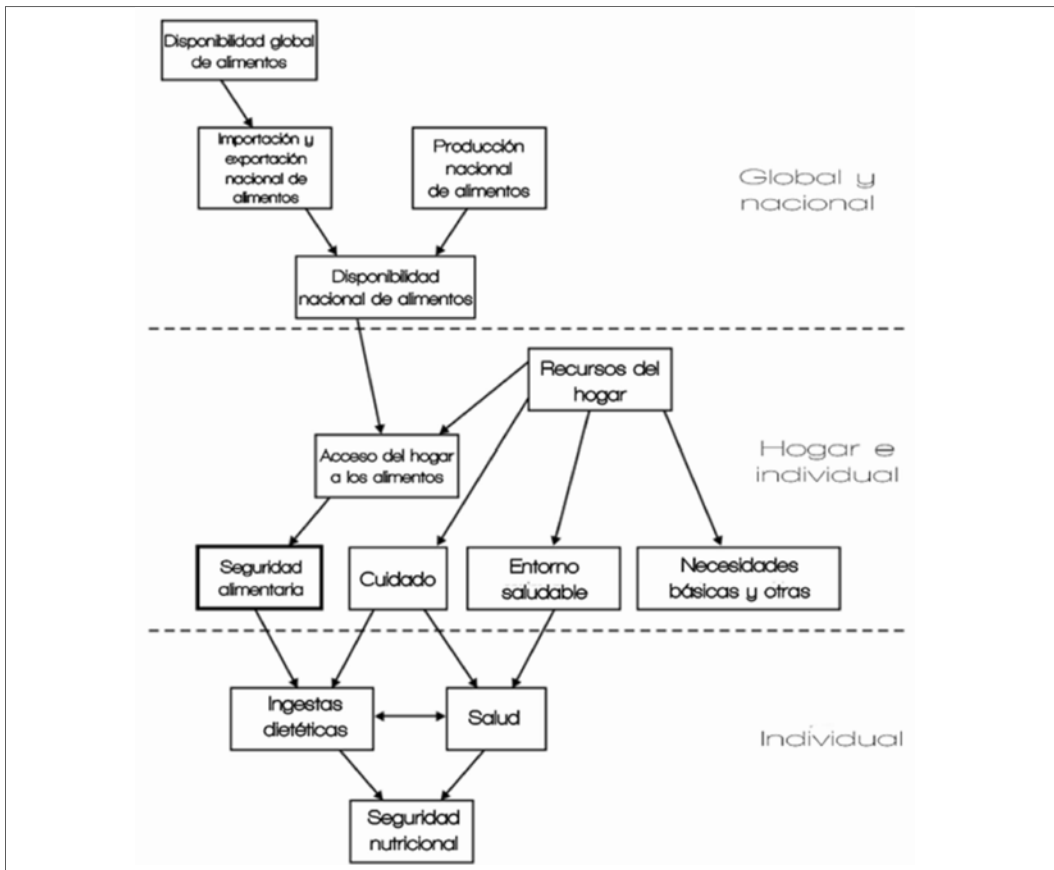 Disponibilidad global
de alimentos
Importación y
exportación
nacional de
alimentos
Producción
nacional
de alimentos
Global y
nacional
Disponibilidad
nacional de alimentos
Recursos del
hogar
Acceso del hogar
a los alimentos
Hogar e
individual
Seguridad
alimentaria
Cuidado
Entorno
saludable
Necesidades
básicas y otras
Ingestas
dietéticas
Salud
Individual
Seguridad
nutricional